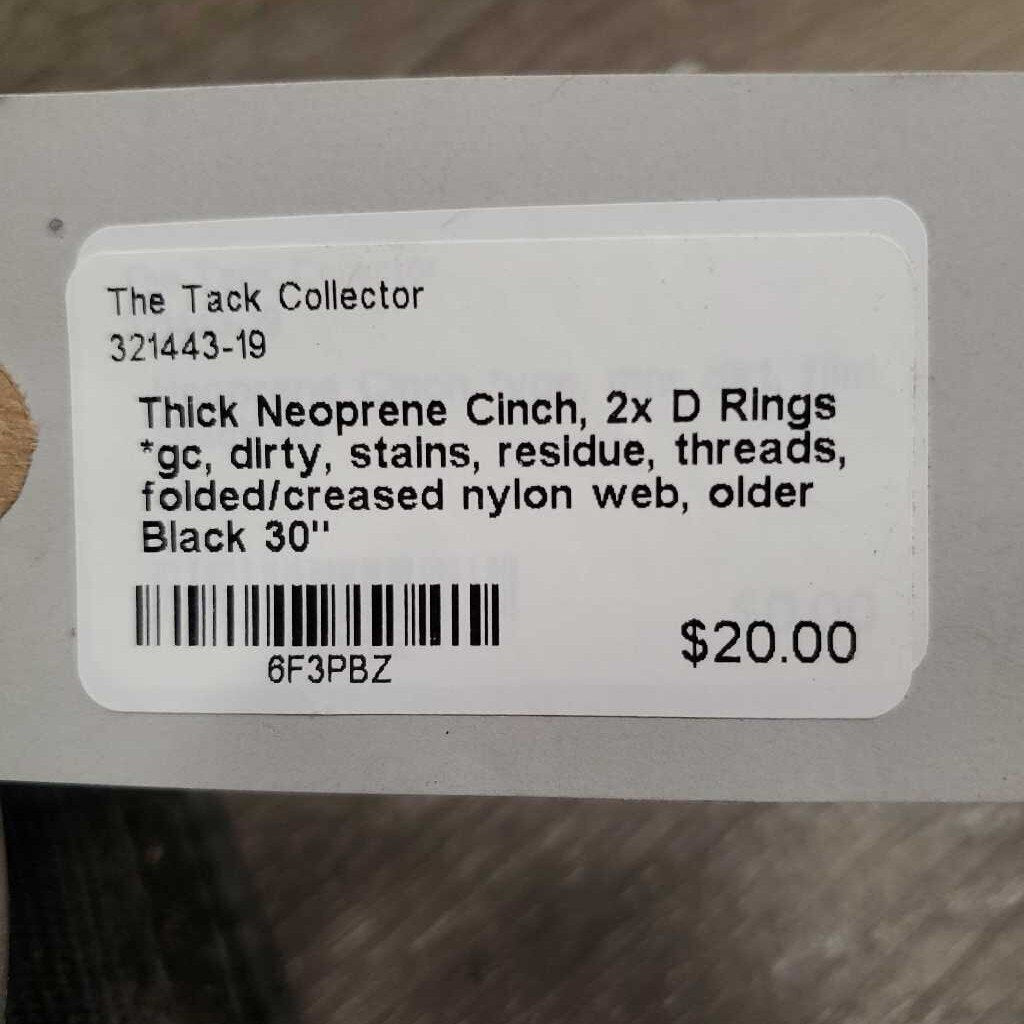 The Tack Collector
321443-19
Thick Neoprene Cinch, 2x D Rings
*gc, dirty, stains, residue, threads,
folded/creased nylon web, older
Black 30"
6F3PBZ
$20.00